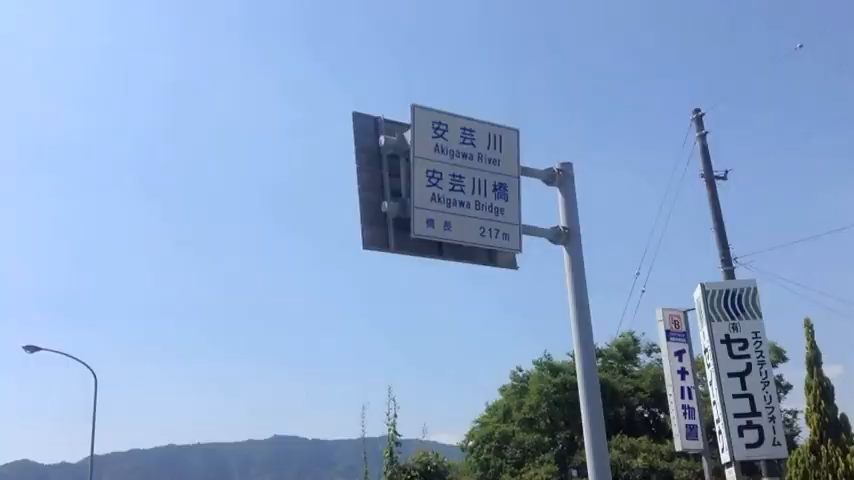 安芸川
Akigawa River
安芸川橋
Akigawa Bridge
橋長 217m
イナバ物置
(有)セイユウ
エクステリア・リフォーム